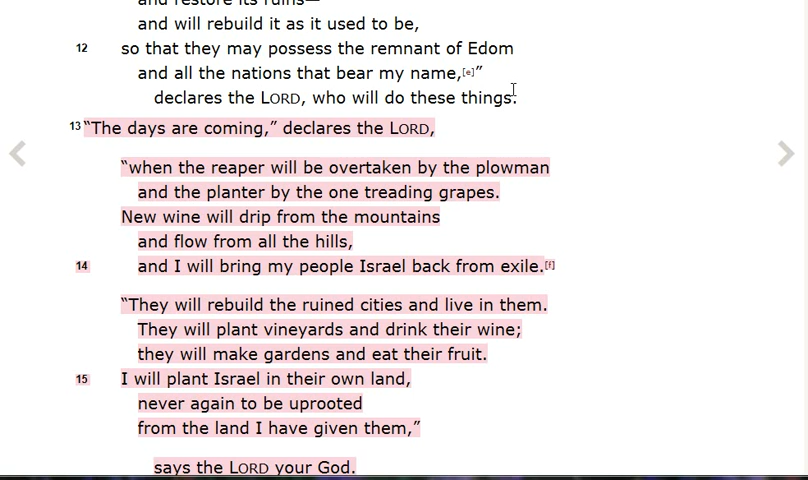 and restore its ruins—
and will rebuild it as it used to be,
12 so that they may possess the remnant of Edom
and all the nations that bear my name,[e]”
declares the LORD, who will do these things.
13 “The days are coming,” declares the LORD,
“when the reaper will be overtaken by the plowman
and the planter by the one treading grapes.
New wine will drip from the mountains
and flow from all the hills,
14 and I will bring my people Israel back from exile.[f]
“They will rebuild the ruined cities and live in them.
They will plant vineyards and drink their wine;
they will make gardens and eat their fruit.
15 I will plant Israel in their own land,
never again to be uprooted
from the land I have given them,”
says the LORD your God.